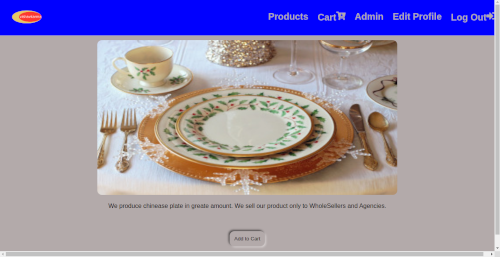 Products
Cart
Admin
Edit Profile
Log Out
We produce chinease plate in greate amount. We sell our product only to WholeSellers and Agencies.
Add to Cart